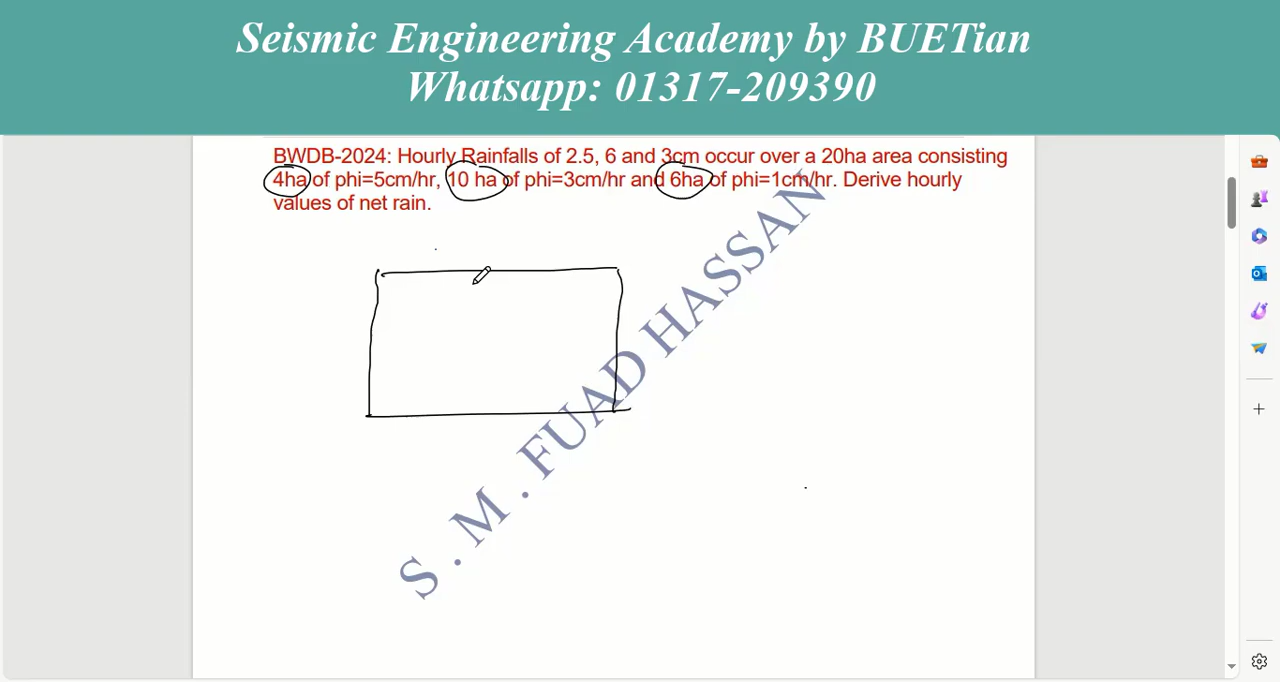 Seismic Engineering Academy by BUETian
Whatsapp: 01317-209390
BWDB-2024: Hourly Rainfalls of 2.5, 6 and 3cm occur over a 20ha area consisting
4ha of phi=5cm/hr, 10 ha of phi=3cm/hr and 6ha of phi=1cm/hr. Derive hourly
values of net rain.
S . M . FUAD HASSAN